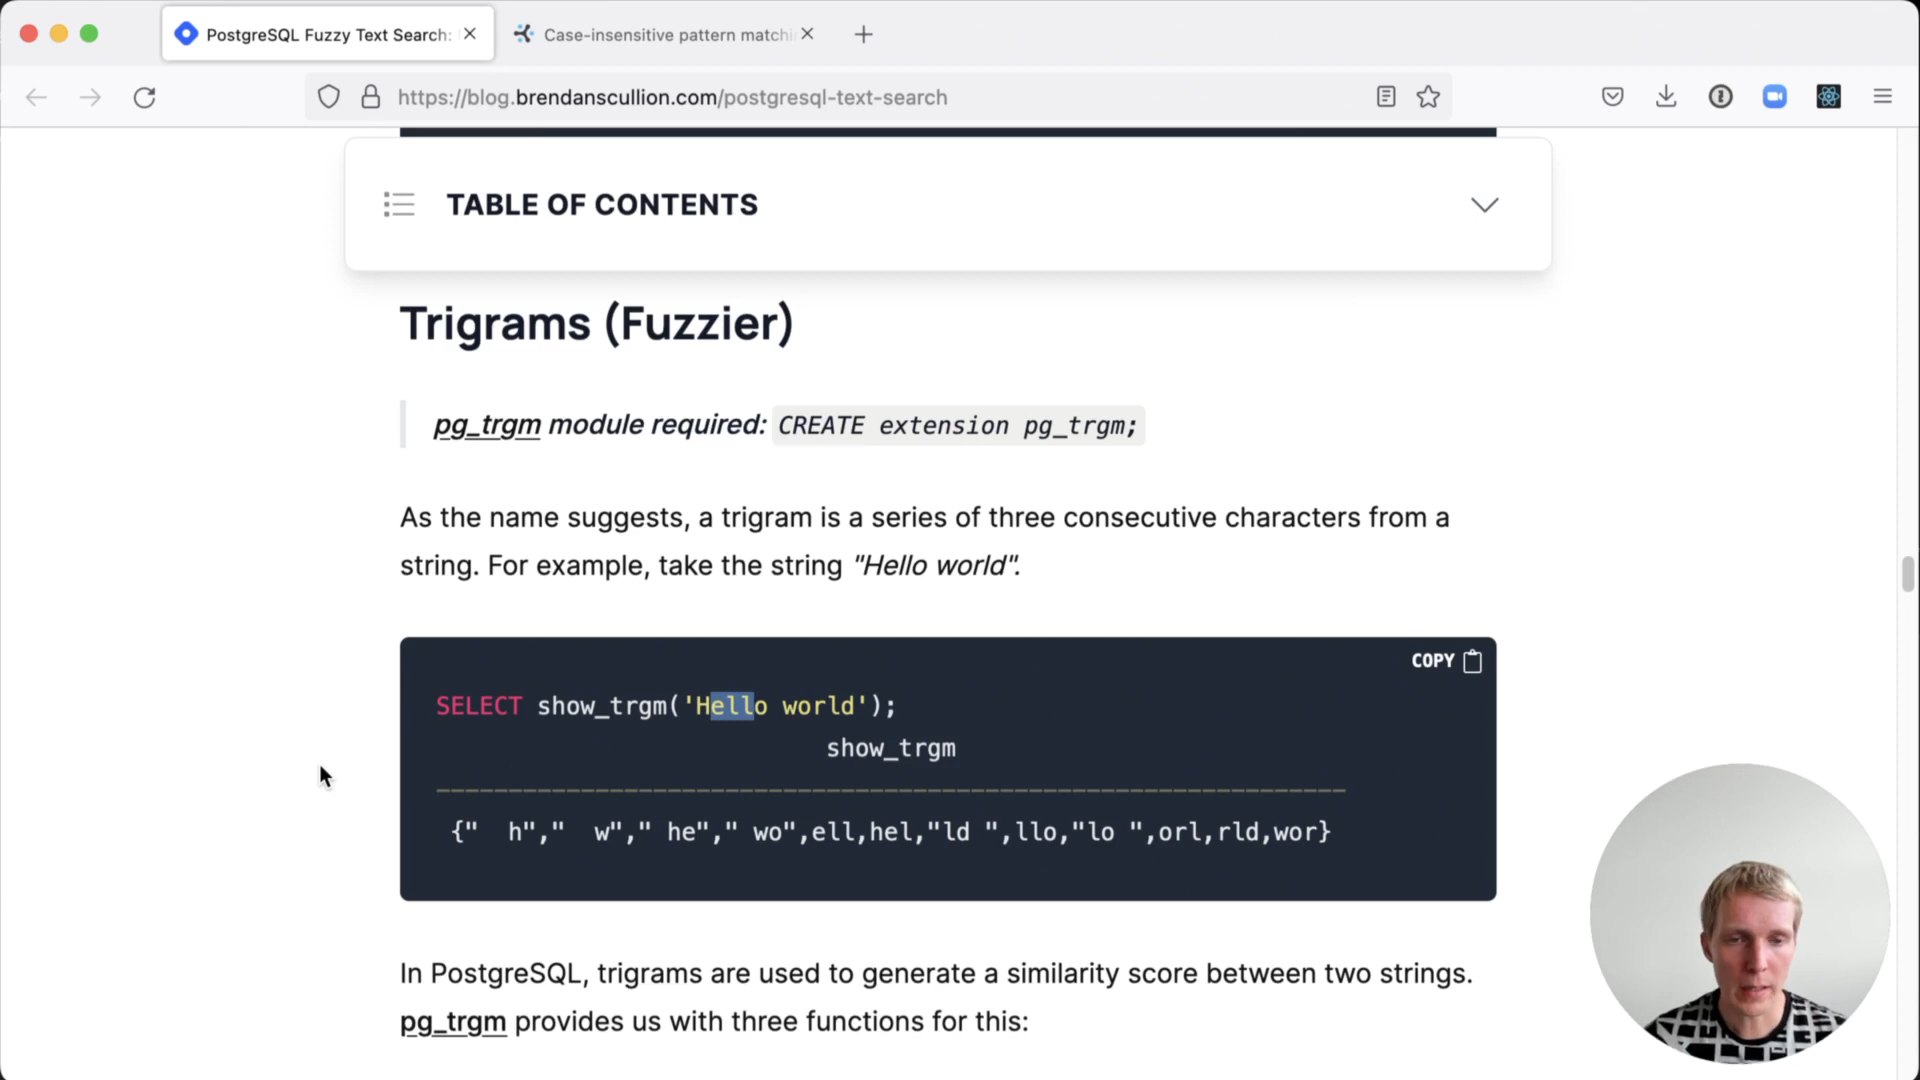 PostgreSQL Fuzzy Text Search:
Case-insensitive pattern matchi
https://blog.brendanscullion.com/postgresql-text-search
TABLE OF CONTENTS
Trigrams (Fuzzier)
pg_trgm module required: CREATE extension pg_trgm;
As the name suggests, a trigram is a series of three consecutive characters from a
string. For example, take the string "Hello world".
COPY
SELECT show_trgm('Hello world');
show_trgm
---------------------------------------------------------------
{"  h","  w"," he"," wo",ell,hel,"ld ",llo,"lo ",orl,rld,wor}
In PostgreSQL, trigrams are used to generate a similarity score between two strings.
pg_trgm provides us with three functions for this: